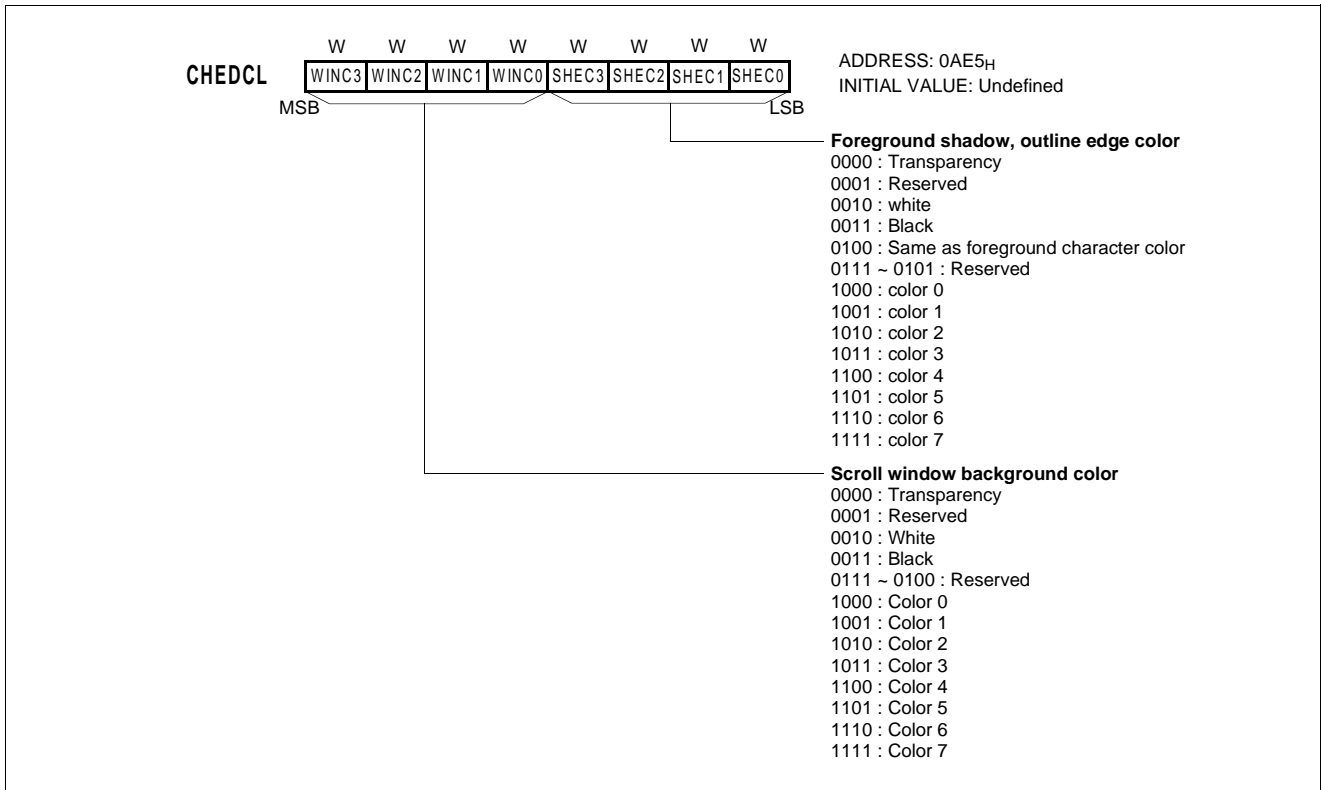 W W W W W W W W
CHEDCL WINC3 WINC2 WINC1 WINC0 SHEC3 SHEC2 SHEC1 SHEC0
ADDRESS: 0AE5H
INITIAL VALUE: Undefined
MSB LSB
Foreground shadow, outline edge color
0000 : Transparency
0001 : Reserved
0010 : white
0011 : Black
0100 : Same as foreground character color
0111 ~ 0101 : Reserved
1000 : color 0
1001 : color 1
1010 : color 2
1011 : color 3
1100 : color 4
1101 : color 5
1110 : color 6
1111 : color 7
Scroll window background color
0000 : Transparency
0001 : Reserved
0010 : White
0011 : Black
0111 ~ 0100 : Reserved
1000 : Color 0
1001 : Color 1
1010 : Color 2
1011 : Color 3
1100 : Color 4
1101 : Color 5
1110 : Color 6
1111 : Color 7